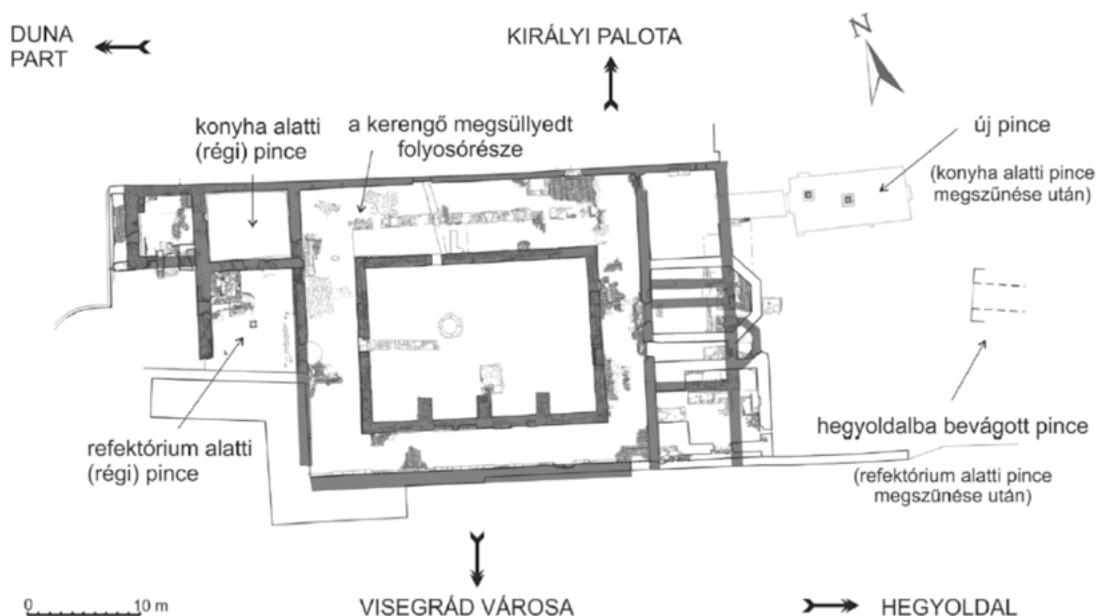 DUNA
PART
KIRÁLYI PALOTA
N
konyha alatti
(régi) pince
a kerengő megsüllyedt
folyosórésze
új pince
(konyha alatti pince
megszűnése után)
refektórium alatti
(régi) pince
hegyoldalba bevágott pince
(refektórium alatti pince
megszűnése után)
0 10 m
VISEGRÁD VÁROSA
HEGYOLDAL